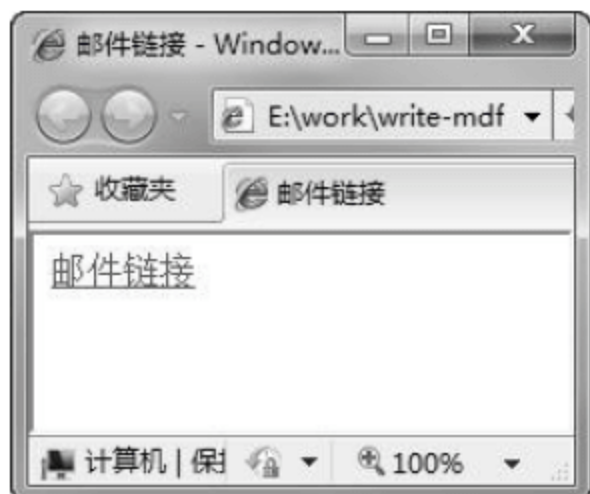 邮件链接 - Window...
E:\work\write-mdf
收藏夹
邮件链接
邮件链接
计算机 | 保
100%